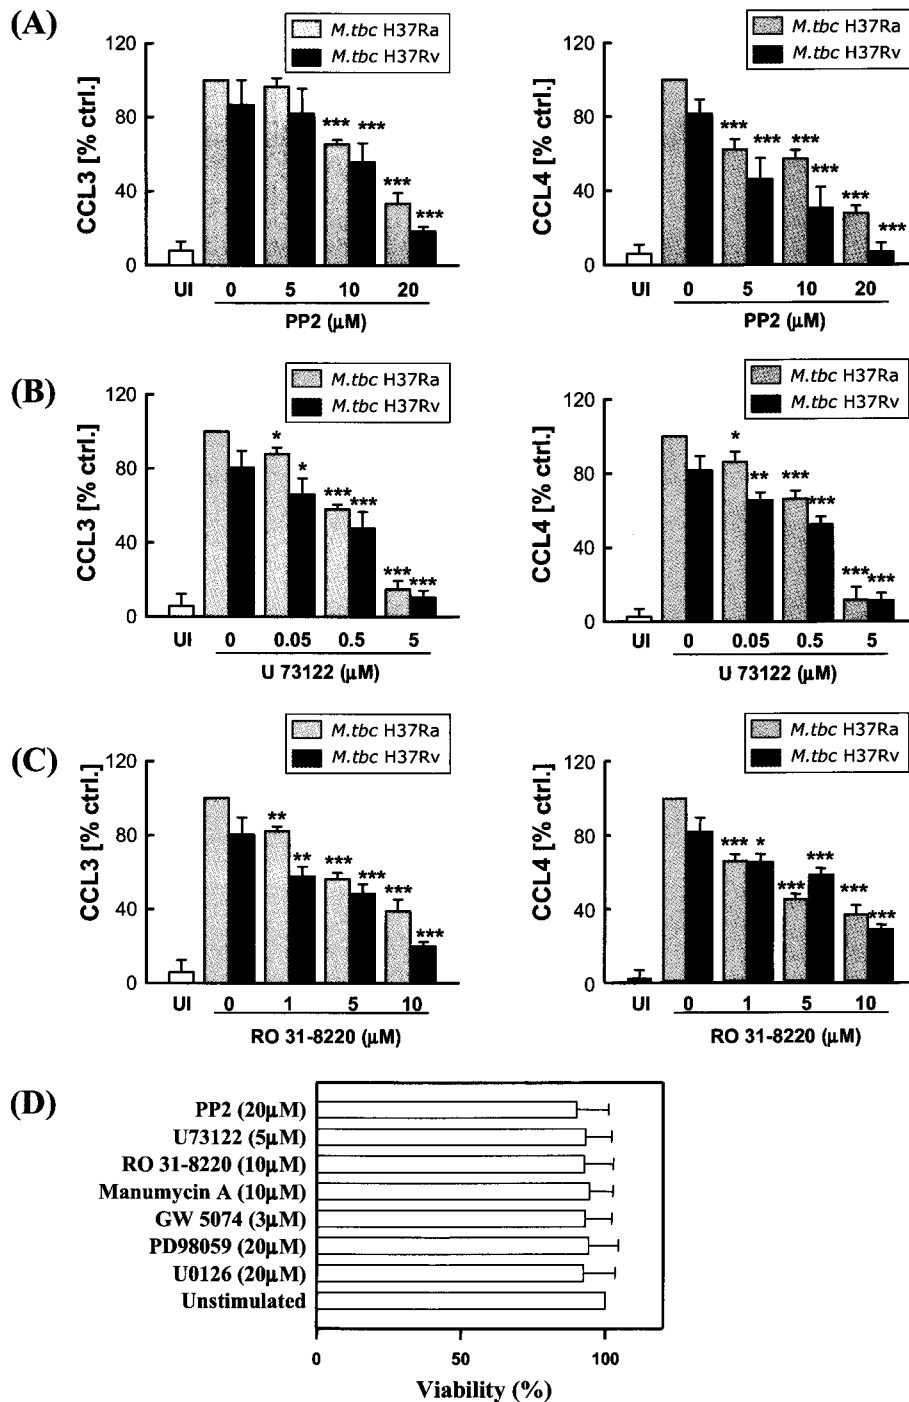 (A)
M.tbc H37Ra
M.tbc H37Rv
CCL3 [% ctrl.]
120
80
40
0
*** ***
***
***
UI 0 5 10 20
PP2 (μM)
M.tbc H37Ra
M.tbc H37Rv
CCL4 [% ctrl.]
120
80
40
0
*** *** ***
***
***
***
UI 0 5 10 20
PP2 (μM)
(B)
M.tbc H37Ra
M.tbc H37Rv
CCL3 [% ctrl.]
120
80
40
0
*
*
*** ***
*** ***
UI 0 0.05 0.5 5
U 73122 (μM)
M.tbc H37Ra
M.tbc H37Rv
CCL4 [% ctrl.]
120
80
40
0
*
** ***
***
*** ***
UI 0 0.05 0.5 5
U 73122 (μM)
(C)
M.tbc H37Ra
M.tbc H37Rv
CCL3 [% ctrl.]
120
80
40
0
**
** ***
***
***
***
UI 0 1 5 10
RO 31-8220 (μM)
M.tbc H37Ra
M.tbc H37Rv
CCL4 [% ctrl.]
120
80
40
0
*** * ***
*** ***
***
UI 0 1 5 10
RO 31-8220 (μM)
(D)
PP2 (20μM)
U73122 (5μM)
RO 31-8220 (10μM)
Manumycin A (10μM)
GW 5074 (3μM)
PD98059 (20μM)
U0126 (20μM)
Unstimulated
0 50 100
Viability (%)